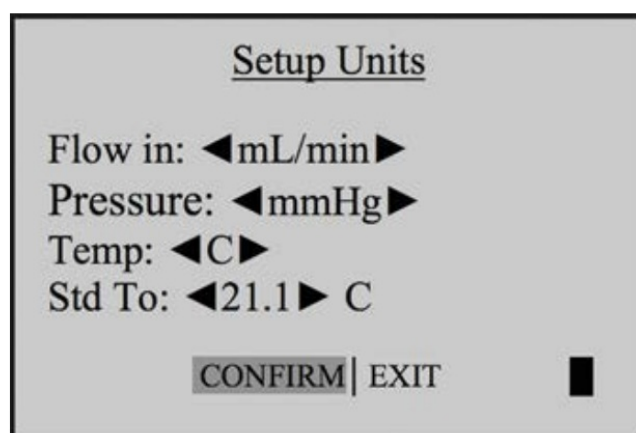 Setup Units
Flow in: ◀mL/min▶
Pressure: ◀mmHg▶
Temp: ◀C▶
Std To: ◀21.1▶ C
CONFIRM| EXIT